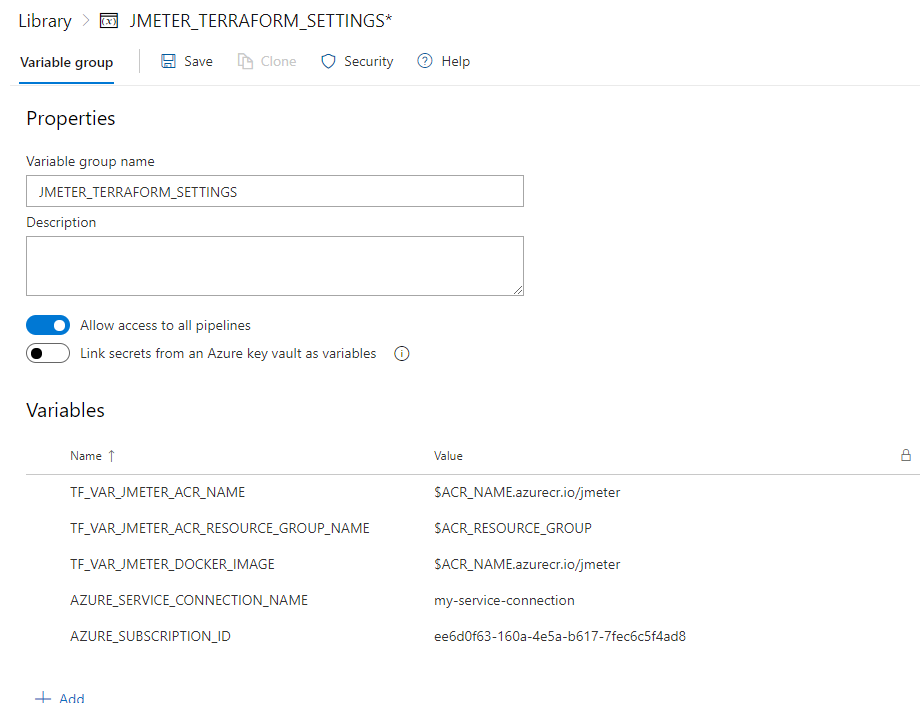 Library > JMETER_TERRAFORM_SETTINGS*
Variable group Save Clone Security Help
Properties
Variable group name
JMETER_TERRAFORM_SETTINGS
Description
Allow access to all pipelines
Link secrets from an Azure key vault as variables
Variables
Name ↑ Value
TF_VAR_JMETER_ACR_NAME $ACR_NAME.azurecr.io/jmeter
TF_VAR_JMETER_ACR_RESOURCE_GROUP_NAME $ACR_RESOURCE_GROUP
TF_VAR_JMETER_DOCKER_IMAGE $ACR_NAME.azurecr.io/jmeter
AZURE_SERVICE_CONNECTION_NAME my-service-connection
AZURE_SUBSCRIPTION_ID ee6d0f63-160a-4e5a-b617-7fec6c5f4ad8
+ Add